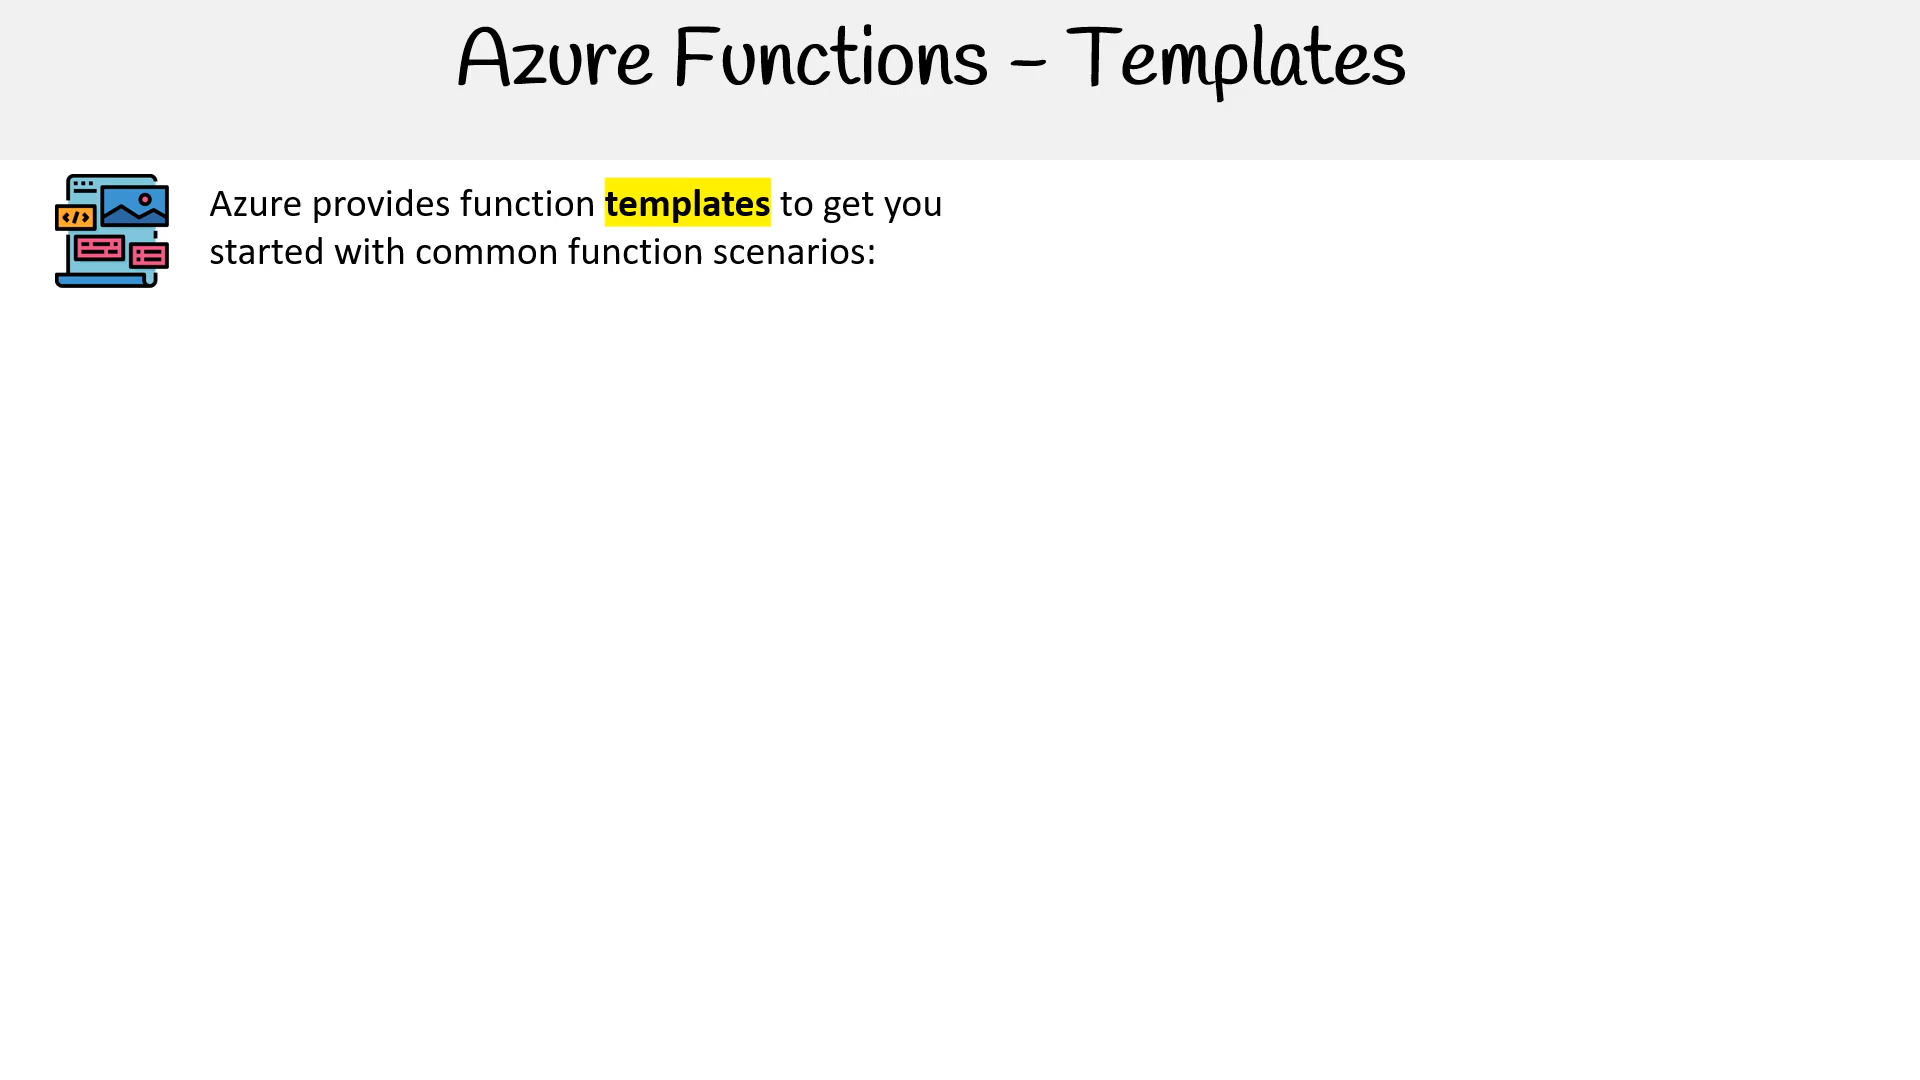 Azure Functions – Templates
Azure provides function templates to get you
started with common function scenarios: